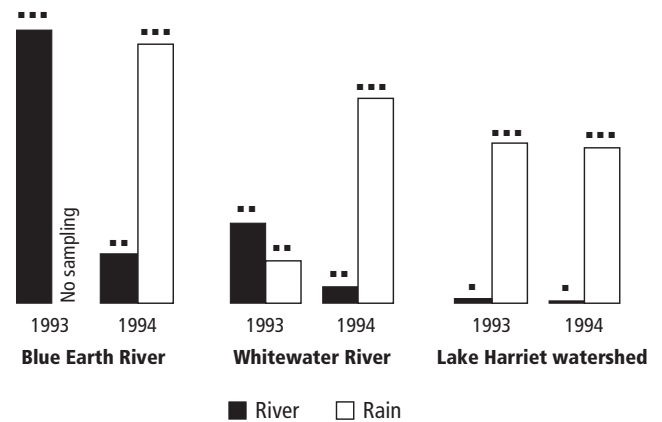 No sampling
1993 1994 1993 1994 1993 1994
Blue Earth River Whitewater River Lake Harriet watershed
River Rain